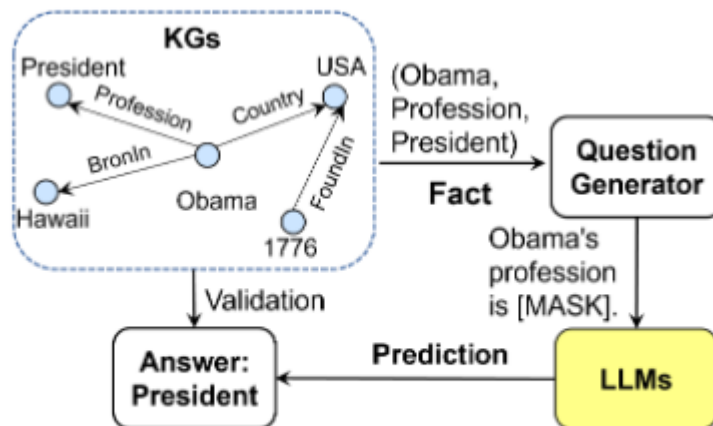 KGs
President
USA
Profession
Country
BronIn
FoundIn
Hawaii
Obama
1776
(Obama,
Profession,
President)
Fact
Question
Generator
Obama's
profession
is [MASK].
Validation
Answer:
President
Prediction
LLMs